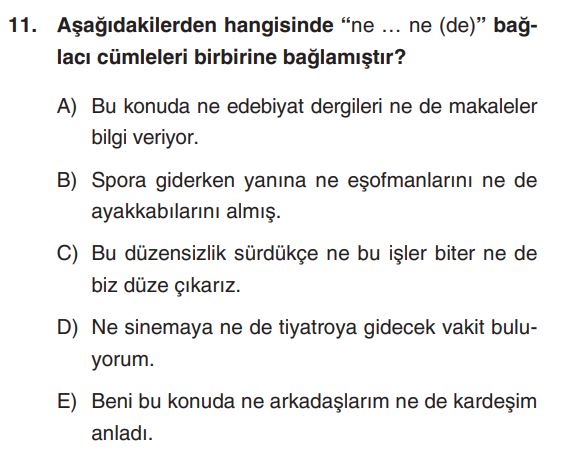 11. Aşağıdakilerden hangisinde “ne ... ne (de)” bağ-
lacı cümleleri birbirine bağlamıştır?
A) Bu konuda ne edebiyat dergileri ne de makaleler
bilgi veriyor.
B) Spora giderken yanına ne eşofmanlarını ne de
ayakkabılarını almış.
C) Bu düzensizlik sürdükçe ne bu işler biter ne de
biz düze çıkarız.
D) Ne sinemaya ne de tiyatroya gidecek vakit bulu-
yorum.
E) Beni bu konuda ne arkadaşlarım ne de kardeşim
anladı.